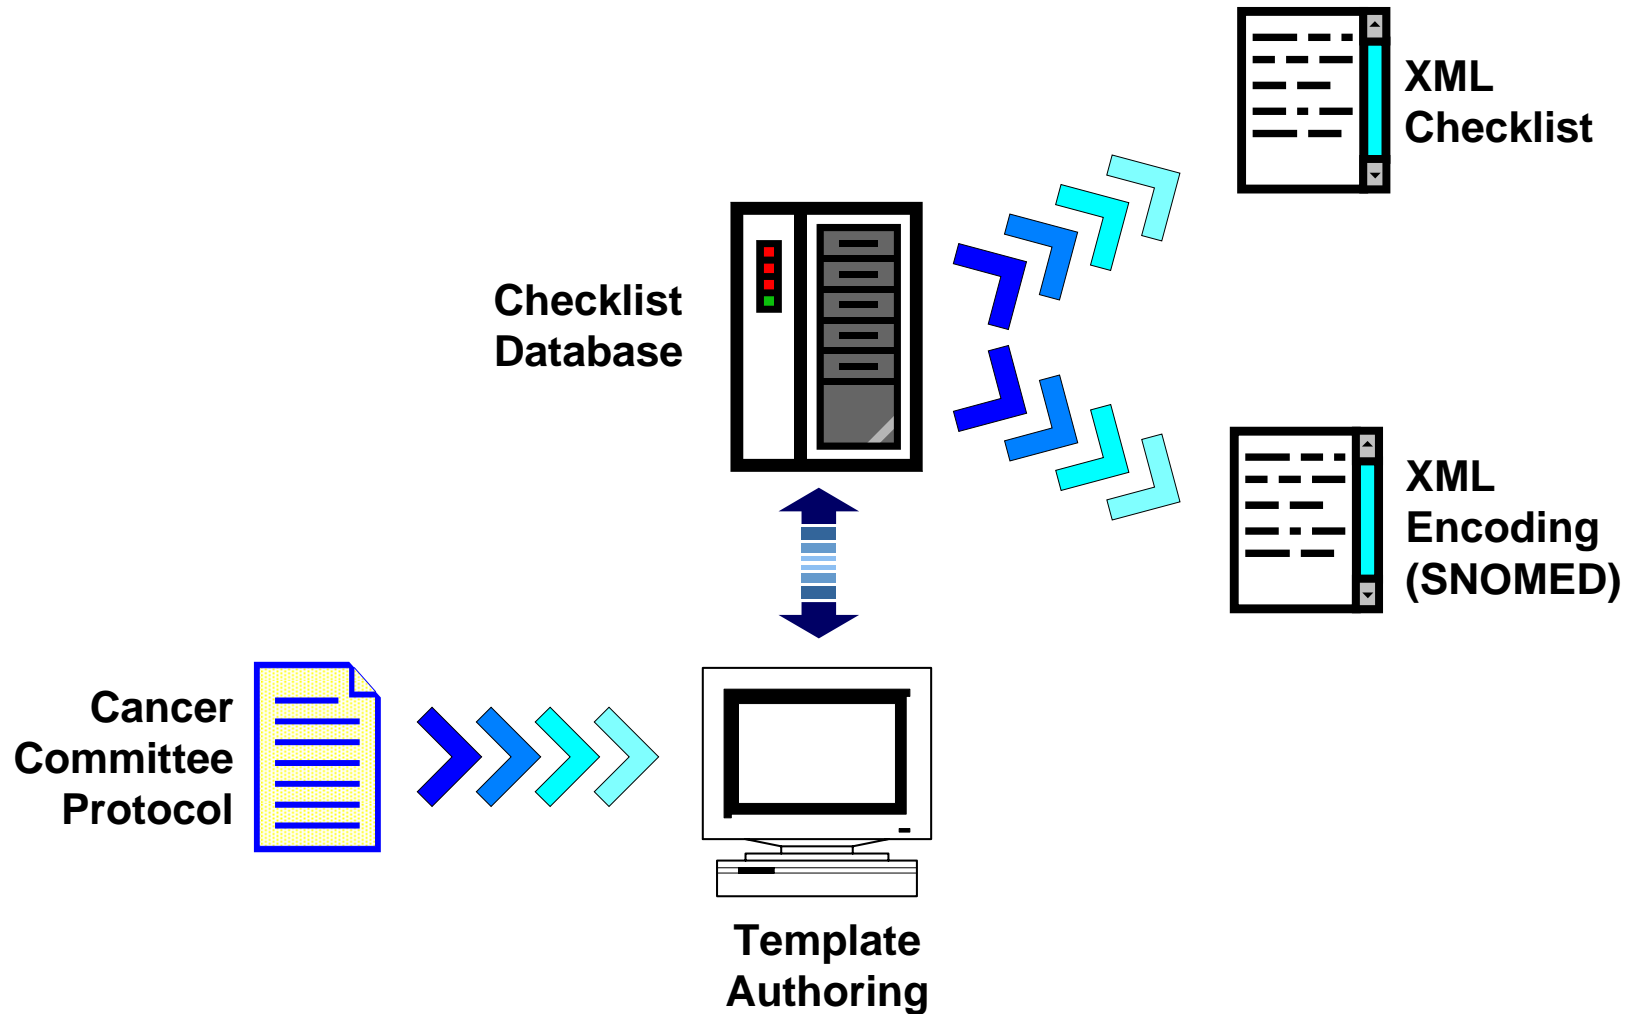 XML
Checklist
Checklist
Database
XML
Encoding
(SNOMED)
Cancer
Committee
Protocol
Template
Authoring